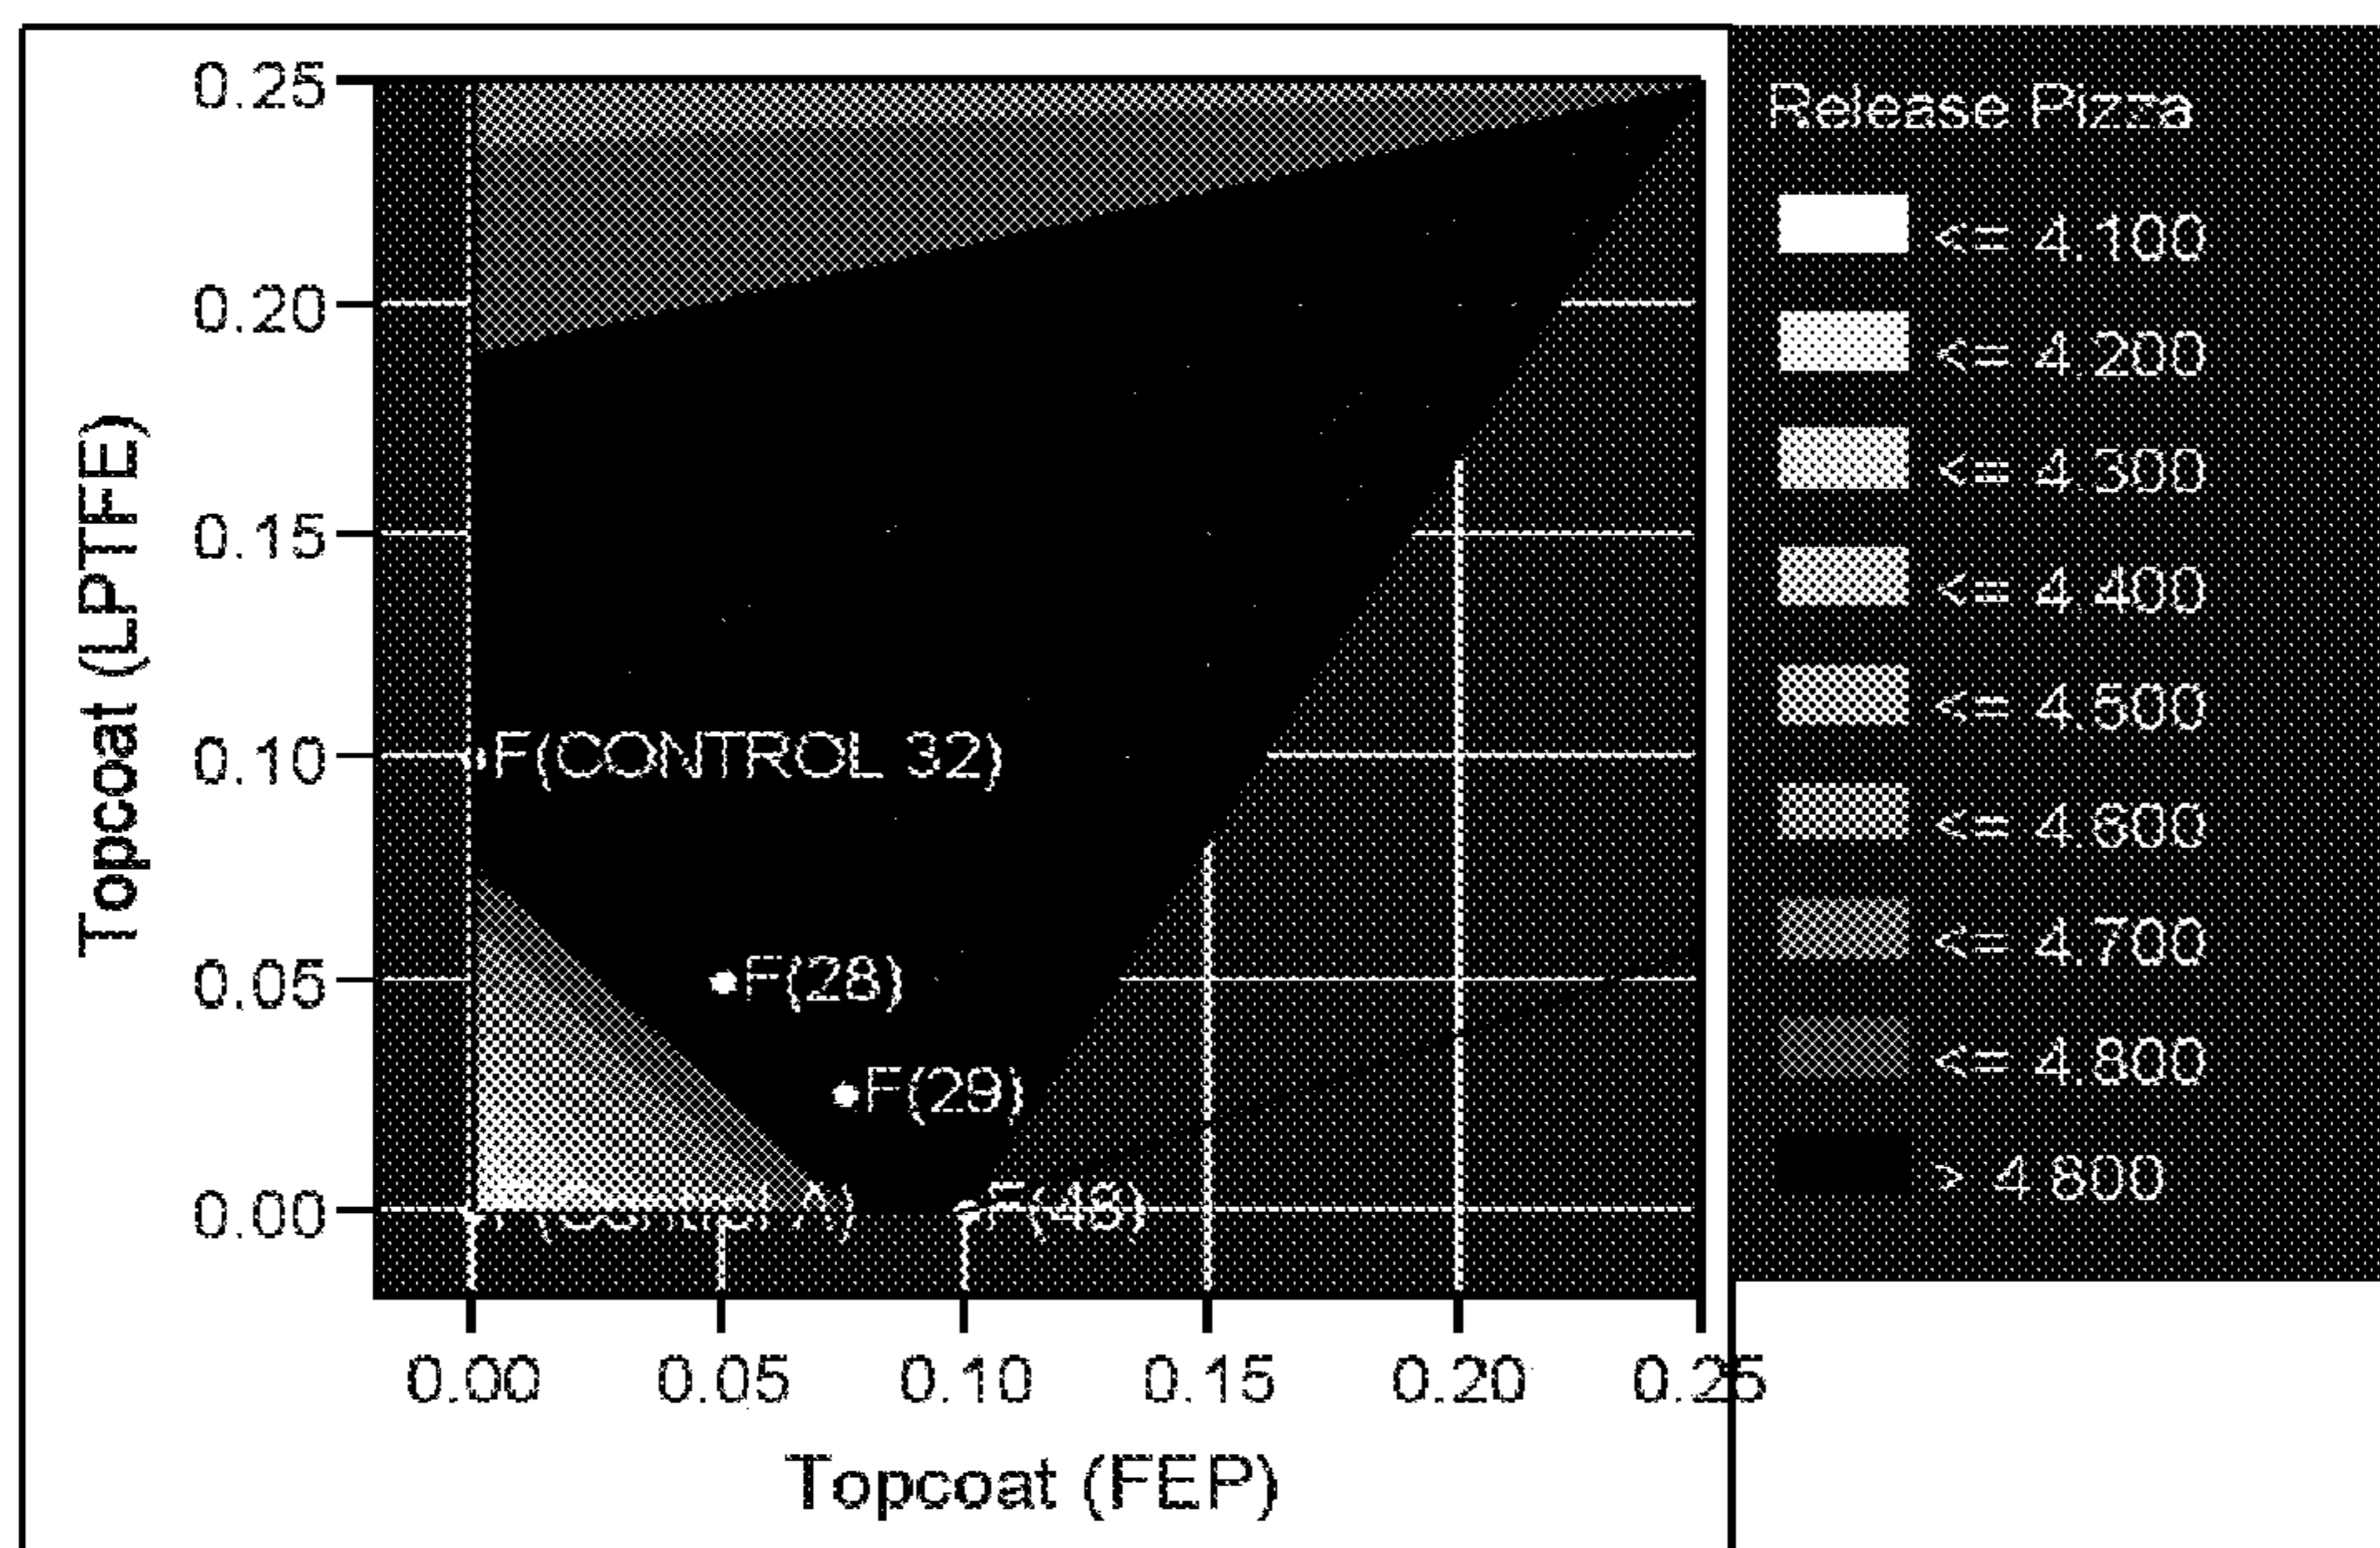 0.25
0.20
0.15
0.10
0.05
0.00
Topcoat (LPTFE)
F(CONTROL 32)
F(28)
F(29)
F(Control A)
F(48)
0.00 0.05 0.10 0.15 0.20 0.25
Topcoat (FEP)
Release Pizza
<= 4.100
<= 4.200
<= 4.300
<= 4.400
<= 4.500
<= 4.600
<= 4.700
<= 4.800
> 4.800